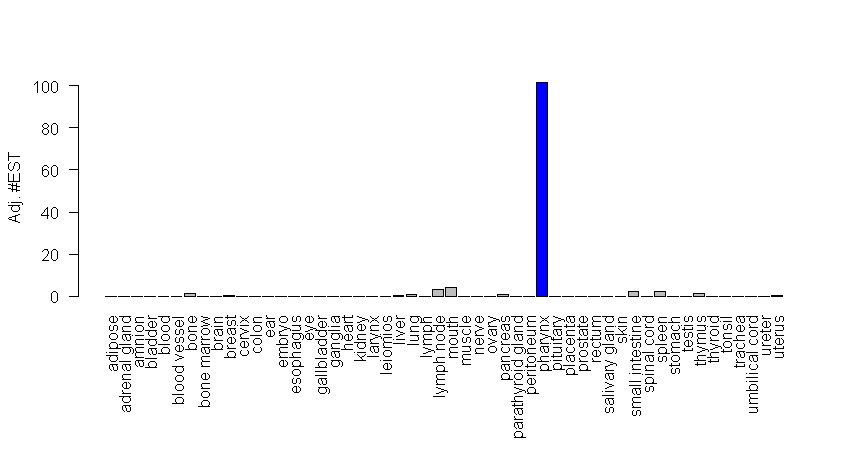 Adj. #EST
100
80
60
40
20
0
adipose
adrenal gland
amnion
bladder
blood
blood vessel
bone
bone marrow
brain
breast
cervix
colon
ear
embryo
esophagus
eye
gallbladder
ganglia
heart
kidney
larynx
leiomios
liver
lung
lymph
lymph node
mouth
muscle
nerve
ovary
pancreas
parathyroid gland
peritoneum
pharynx
pituitary
placenta
prostate
rectum
salivary gland
skin
small intestine
spinal cord
spleen
stomach
testis
thymus
thyroid
tonsil
trachea
umbilical cord
ureter
uterus